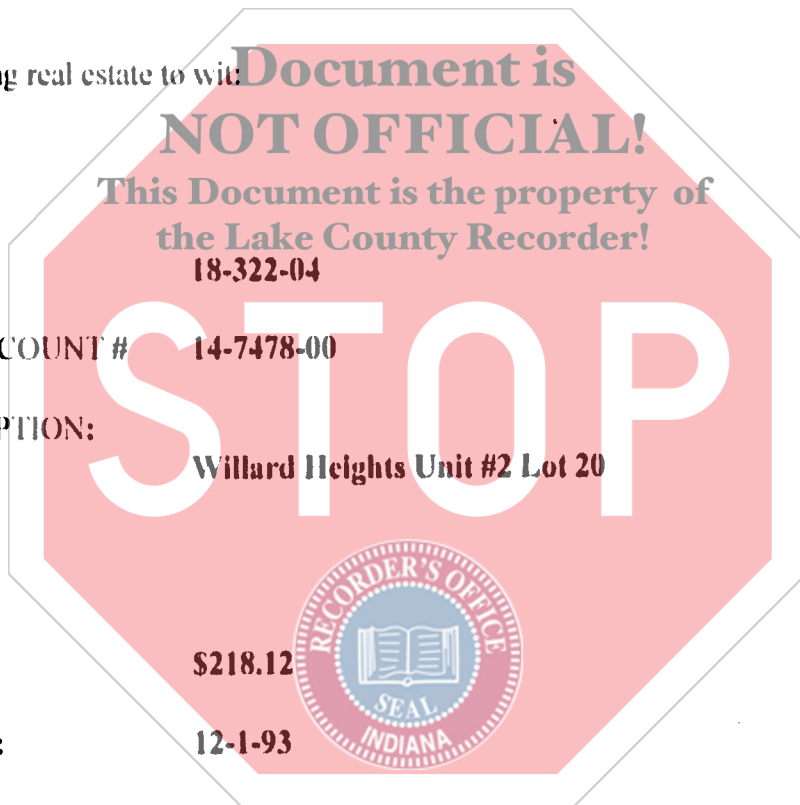 Document is
g real estate to wit:
NOT OFFICIAL!
This Document is the property of
the Lake County Recorder!
18-322-04
COUNT # 14-7478-00
PTION:
Willard Heights Unit #2 Lot 20
STOP
RECORDER'S OFFICE
$218.12
SEAL
INDIANA
: 12-1-93